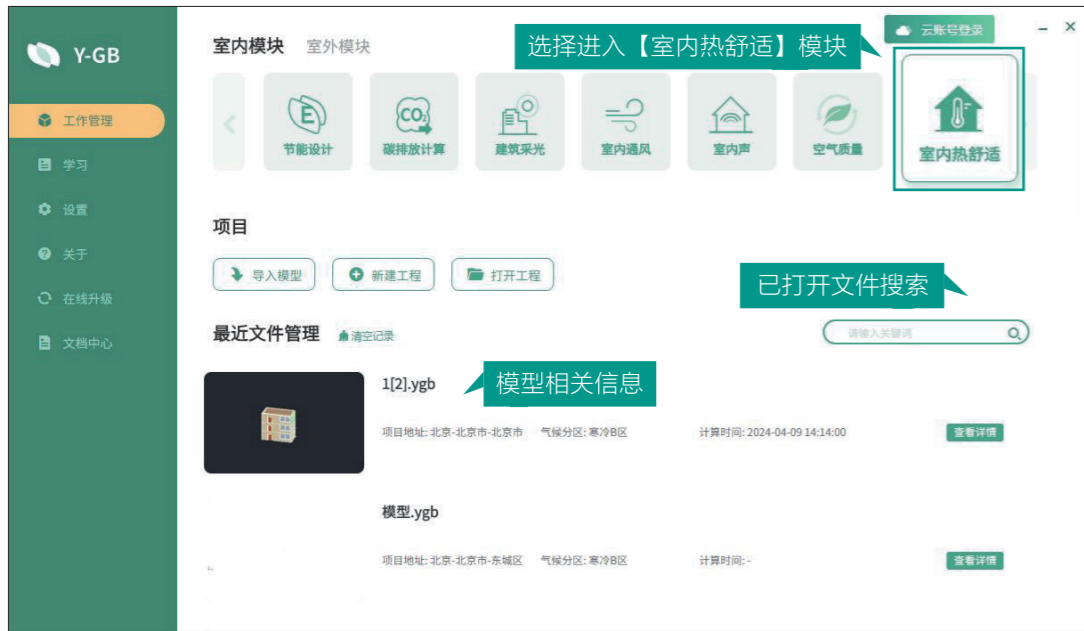 云账号登录
Y-GB
室内模块 室外模块
选择进入【室内热舒适】模块
工作管理
学习
设置
关于
在线升级
文档中心
E
节能设计
CO2
碳排放计算
建筑采光
室内通风
室内声
空气质量
室内热舒适
项目
导入模型
新建工程
打开工程
已打开文件搜索
最近文件管理
清空记录
请输入关键词
1[2].ygb
模型相关信息
项目地址: 北京-北京市-北京市 气候分区: 寒冷B区 计算时间: 2024-04-09 14:14:00 查看详情
模型.ygb
项目地址: 北京-北京市-东城区 气候分区: 寒冷B区 计算时间: - 查看详情